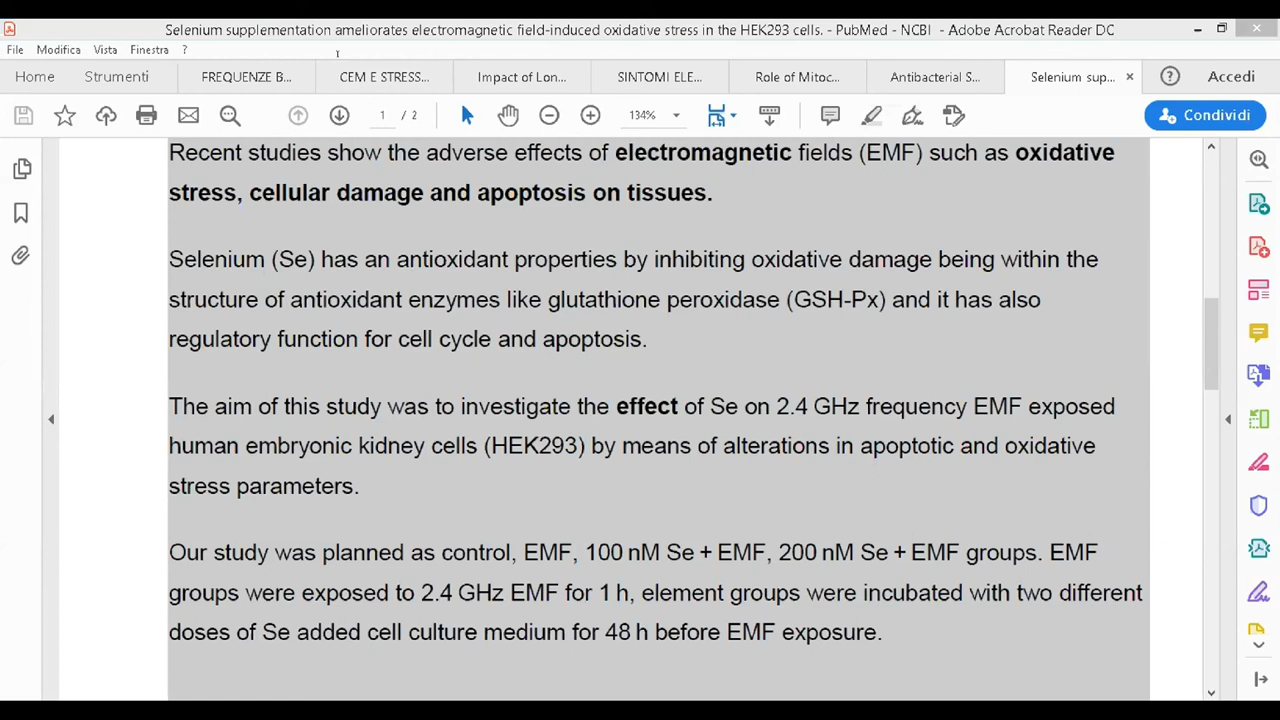 Selenium supplementation ameliorates electromagnetic field-induced oxidative stress in the HEK293 cells. - PubMed - NCBI - Adobe Acrobat Reader DC
File Modifica Vista Finestra ?
Home Strumenti FREQUENZE B... CEM E STRESS... Impact of Lon... SINTOMI ELE... Role of Mitoc... Antibacterial S... Selenium sup... × ? Accedi
1 / 2 134% Condividi
Recent studies show the adverse effects of electromagnetic fields (EMF) such as oxidative
stress, cellular damage and apoptosis on tissues.
Selenium (Se) has an antioxidant properties by inhibiting oxidative damage being within the
structure of antioxidant enzymes like glutathione peroxidase (GSH-Px) and it has also
regulatory function for cell cycle and apoptosis.
The aim of this study was to investigate the effect of Se on 2.4 GHz frequency EMF exposed
human embryonic kidney cells (HEK293) by means of alterations in apoptotic and oxidative
stress parameters.
Our study was planned as control, EMF, 100 nM Se + EMF, 200 nM Se + EMF groups. EMF
groups were exposed to 2.4 GHz EMF for 1 h, element groups were incubated with two different
doses of Se added cell culture medium for 48 h before EMF exposure.